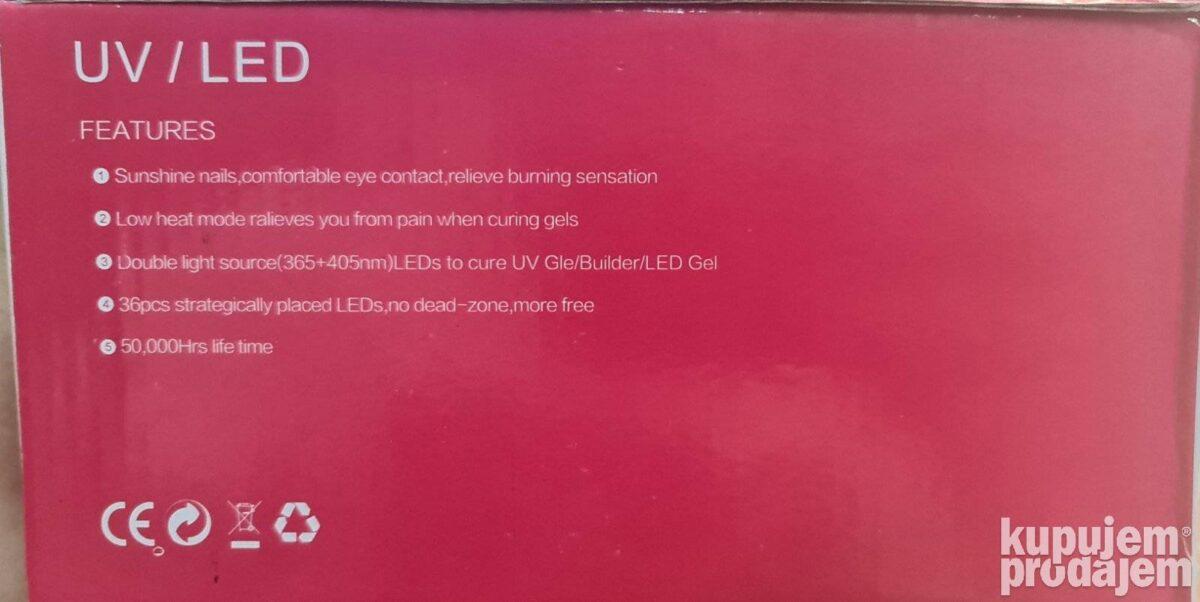 UV / LED
FEATURES
1 Sunshine nails,comfortable eye contact,relieve burning sensation
2 Low heat mode ralieves you from pain when curing gels
3 Double light source(365+405nm)LEDs to cure UV Gle/Builder/LED Gel
4 36pcs strategically placed LEDs,no dead-zone,more free
5 50,000Hrs life time
CE
kupujem
prodajem®